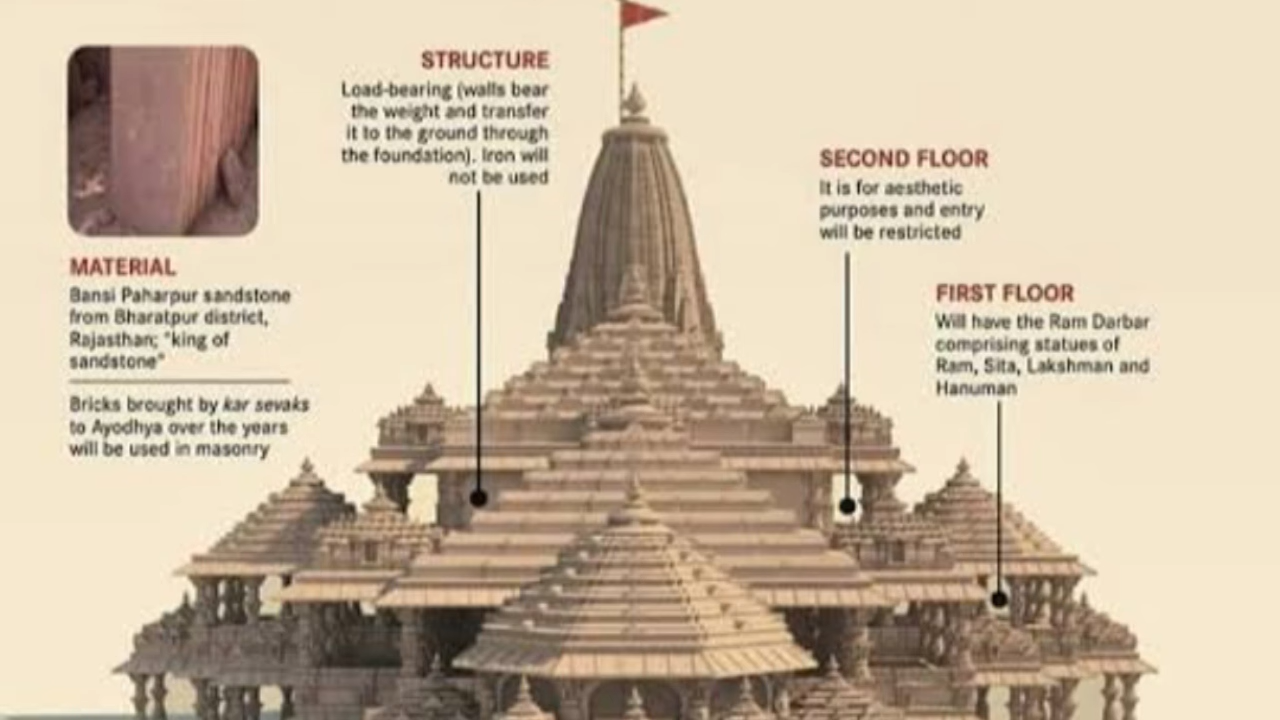 STRUCTURE
Load-bearing (walls bear
the weight and transfer
it to the ground through
the foundation). Iron will
not be used
MATERIAL
Bansi Paharpur sandstone
from Bharatpur district,
Rajasthan; "king of
sandstone"
Bricks brought by kar sevaks
to Ayodhya over the years
will be used in masonry
SECOND FLOOR
It is for aesthetic
purposes and entry
will be restricted
FIRST FLOOR
Will have the Ram Darbar
comprising statues of
Ram, Sita, Lakshman and
Hanuman